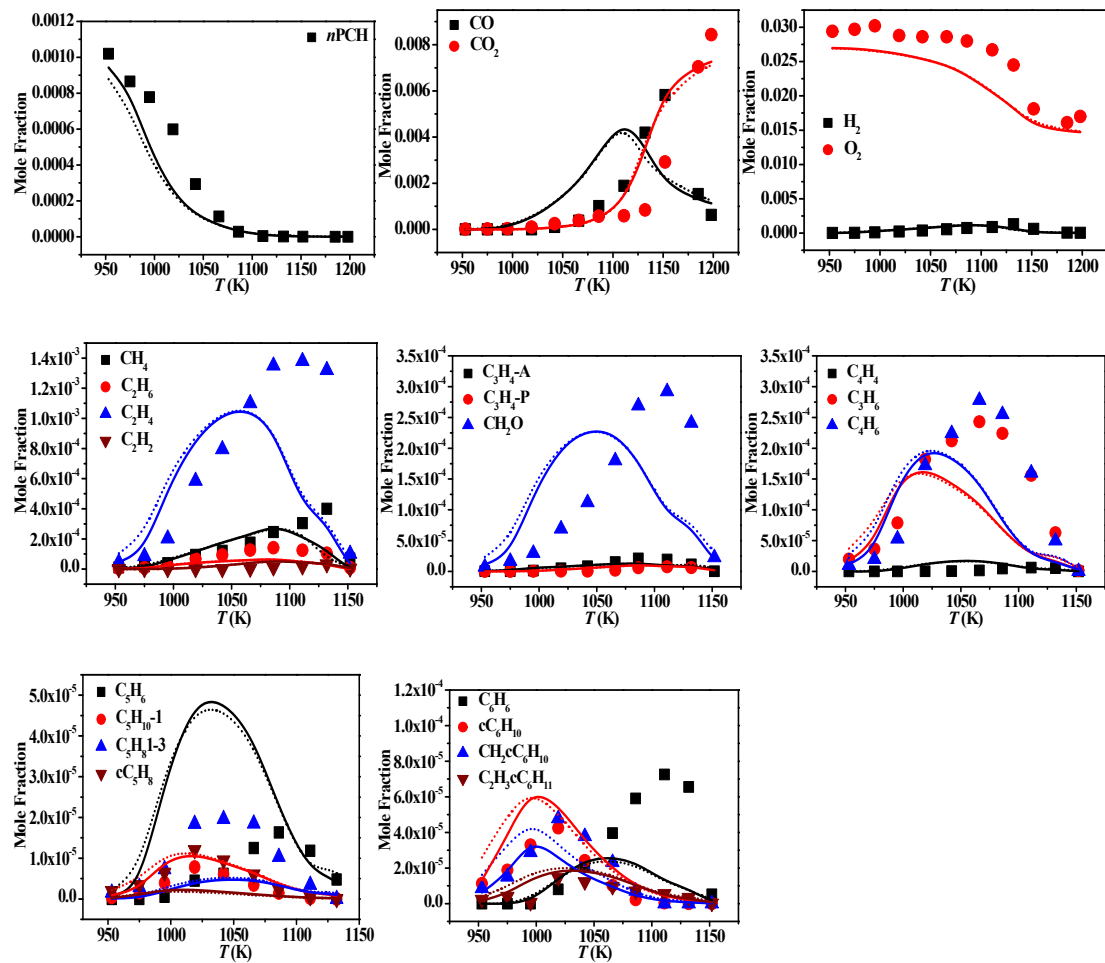 0.0012
0.0010
0.0008
0.0006
0.0004
0.0002
0.0000
Mole Fraction
nPCH
950 1000 1050 1100 1150 1200
T (K)
0.008
0.006
0.004
0.002
0.000
Mole Fraction
CO
CO₂
950 1000 1050 1100 1150 1200
T (K)
0.030
0.025
0.020
0.015
0.010
0.005
0.000
Mole Fraction
H₂
O₂
950 1000 1050 1100 1150 1200
T (K)
1.4x10⁻³
1.2x10⁻³
1.0x10⁻³
8.0x10⁻⁴
6.0x10⁻⁴
4.0x10⁻⁴
2.0x10⁻⁴
0.0
Mole Fraction
CH₄
C₂H₆
C₂H₄
C₂H₂
950 1000 1050 1100 1150
T (K)
3.5x10⁻⁴
3.0x10⁻⁴
2.5x10⁻⁴
2.0x10⁻⁴
1.5x10⁻⁴
1.0x10⁻⁴
5.0x10⁻⁵
0.0
Mole Fraction
C₃H₄-A
C₃H₄-P
CH₂O
950 1000 1050 1100 1150
T (K)
3.5x10⁻⁴
3.0x10⁻⁴
2.5x10⁻⁴
2.0x10⁻⁴
1.5x10⁻⁴
1.0x10⁻⁴
5.0x10⁻⁵
0.0
Mole Fraction
C₄H₄
C₃H₆
C₄H₆
950 1000 1050 1100 1150
T (K)
5.0x10⁻⁵
4.0x10⁻⁵
3.0x10⁻⁵
2.0x10⁻⁵
1.0x10⁻⁵
0.0
Mole Fraction
C₅H₆
C₅H₁₀-1
C₅H₈1-3
cC₅H₈
950 1000 1050 1100
T (K)
1.2x10⁻⁴
1.0x10⁻⁴
8.0x10⁻⁵
6.0x10⁻⁵
4.0x10⁻⁵
2.0x10⁻⁵
0.0
Mole Fraction
C₆H₆
cC₆H₁₀
CH₂cC₆H₁₀
C₂H₃cC₆H₁₁
950 1000 1050 1100 1150
T (K)